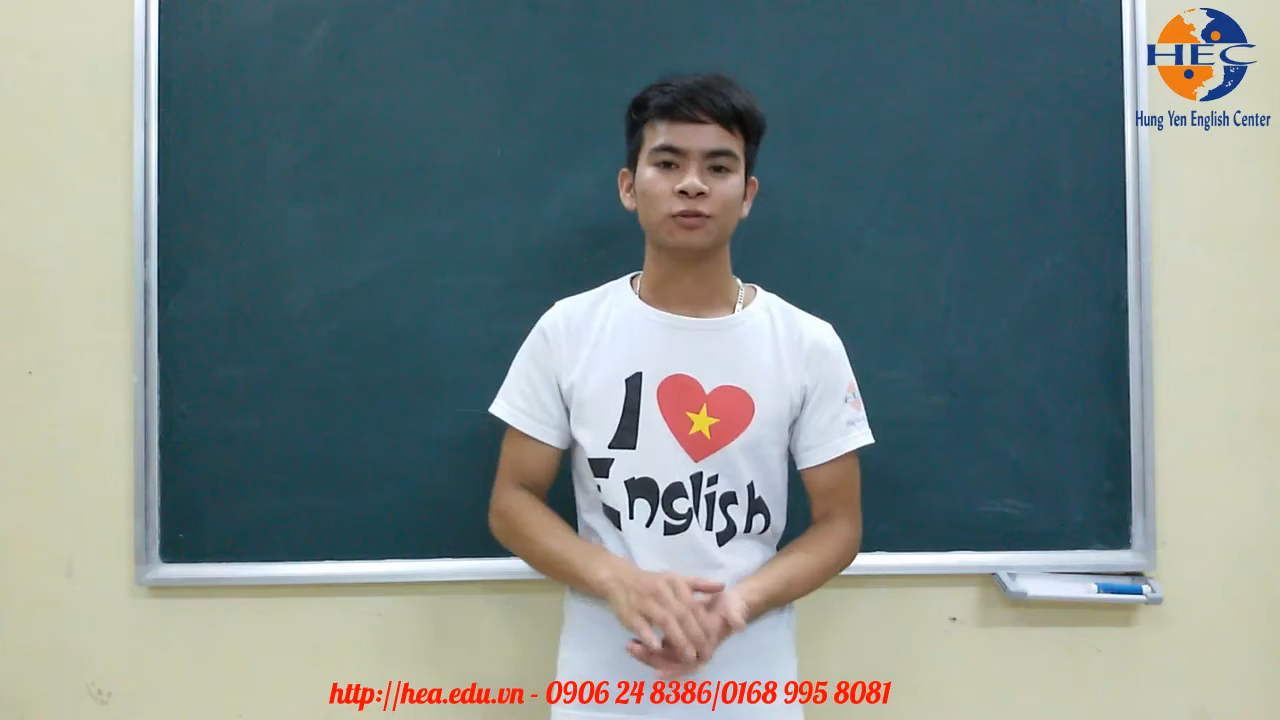 HEC
Hung Yen English Center
I
English
http://hea.edu.vn - 0906 24 8386/0168 995 8081